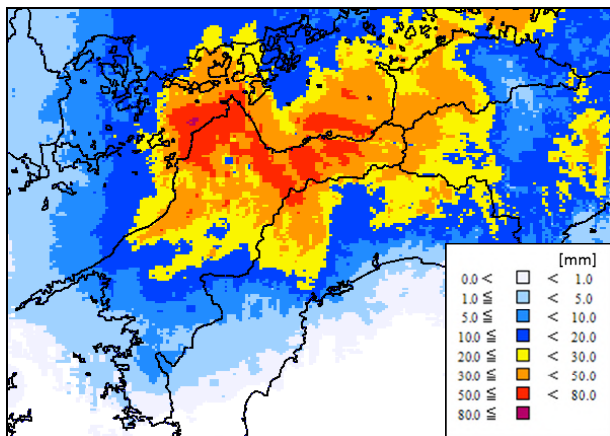 [mm]
0.0 < < 1.0
1.0 ≦ < 5.0
5.0 ≦ < 10.0
10.0 ≦ < 20.0
20.0 ≦ < 30.0
30.0 ≦ < 50.0
50.0 ≦ < 80.0
80.0 ≦